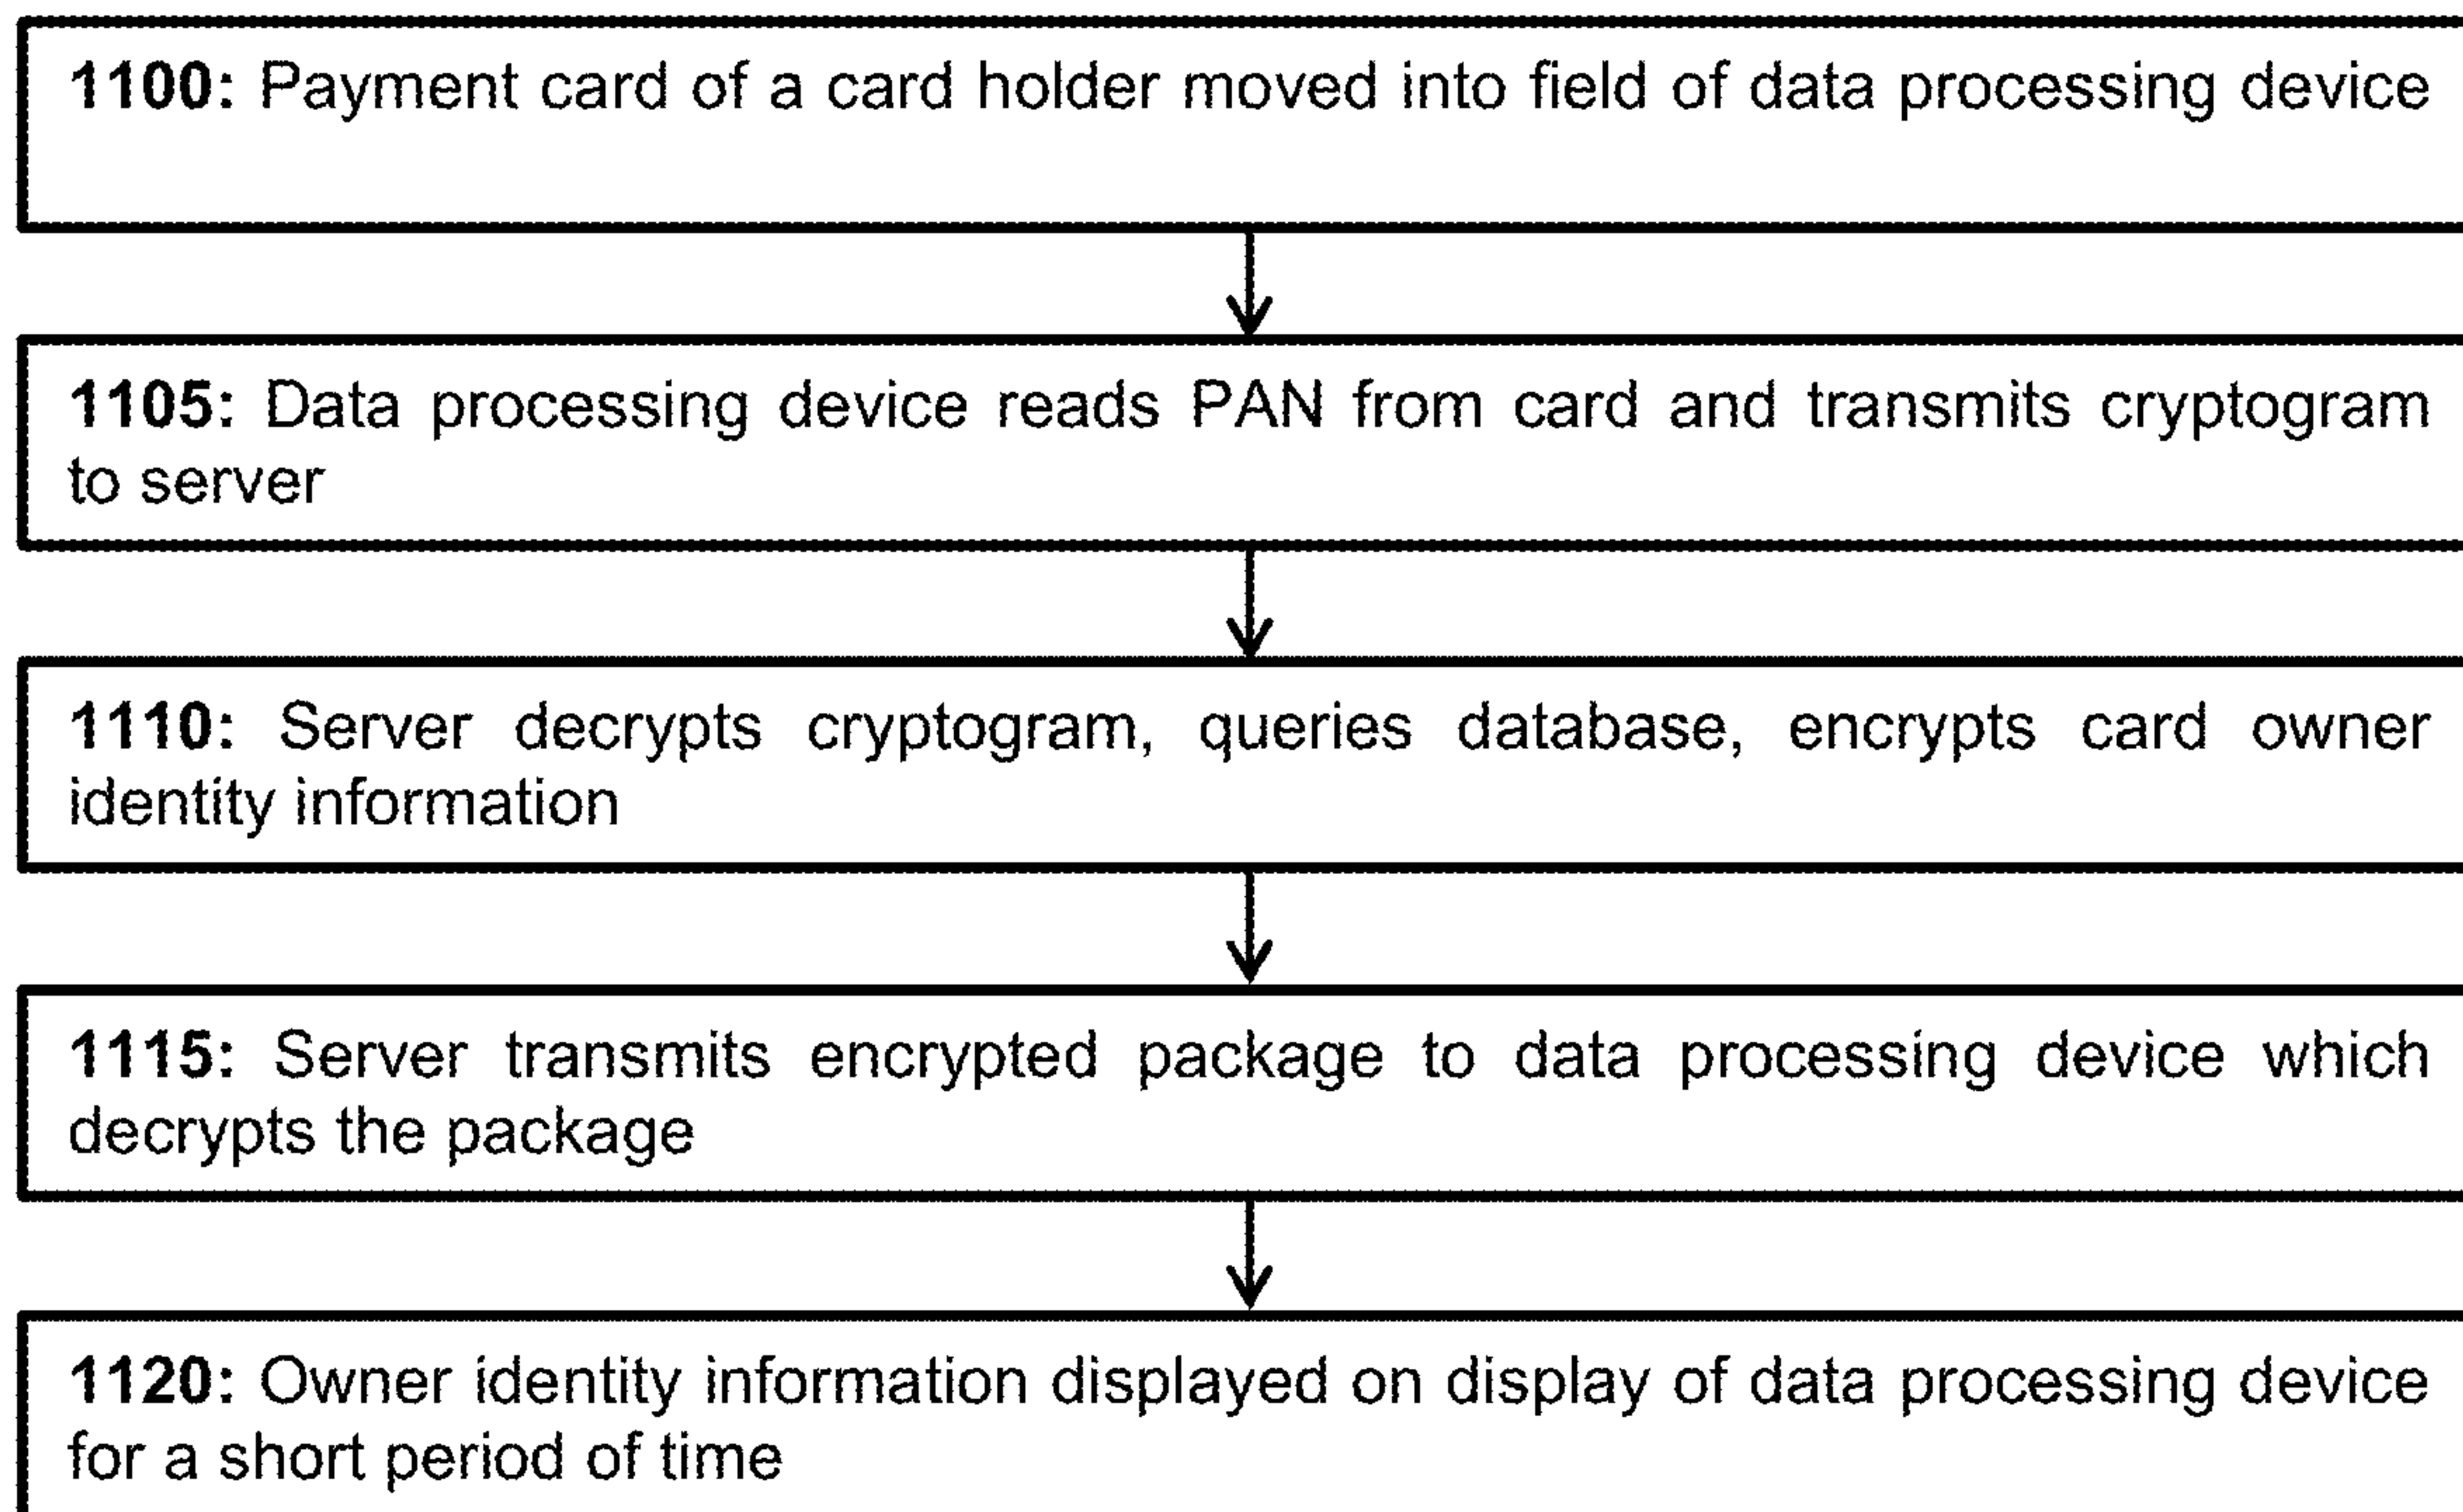 1100: Payment card of a card holder moved into field of data processing device
1105: Data processing device reads PAN from card and transmits cryptogram
to server
1110: Server decrypts cryptogram, queries database, encrypts card owner
identity information
1115: Server transmits encrypted package to data processing device which
decrypts the package
1120: Owner identity information displayed on display of data processing device
for a short period of time